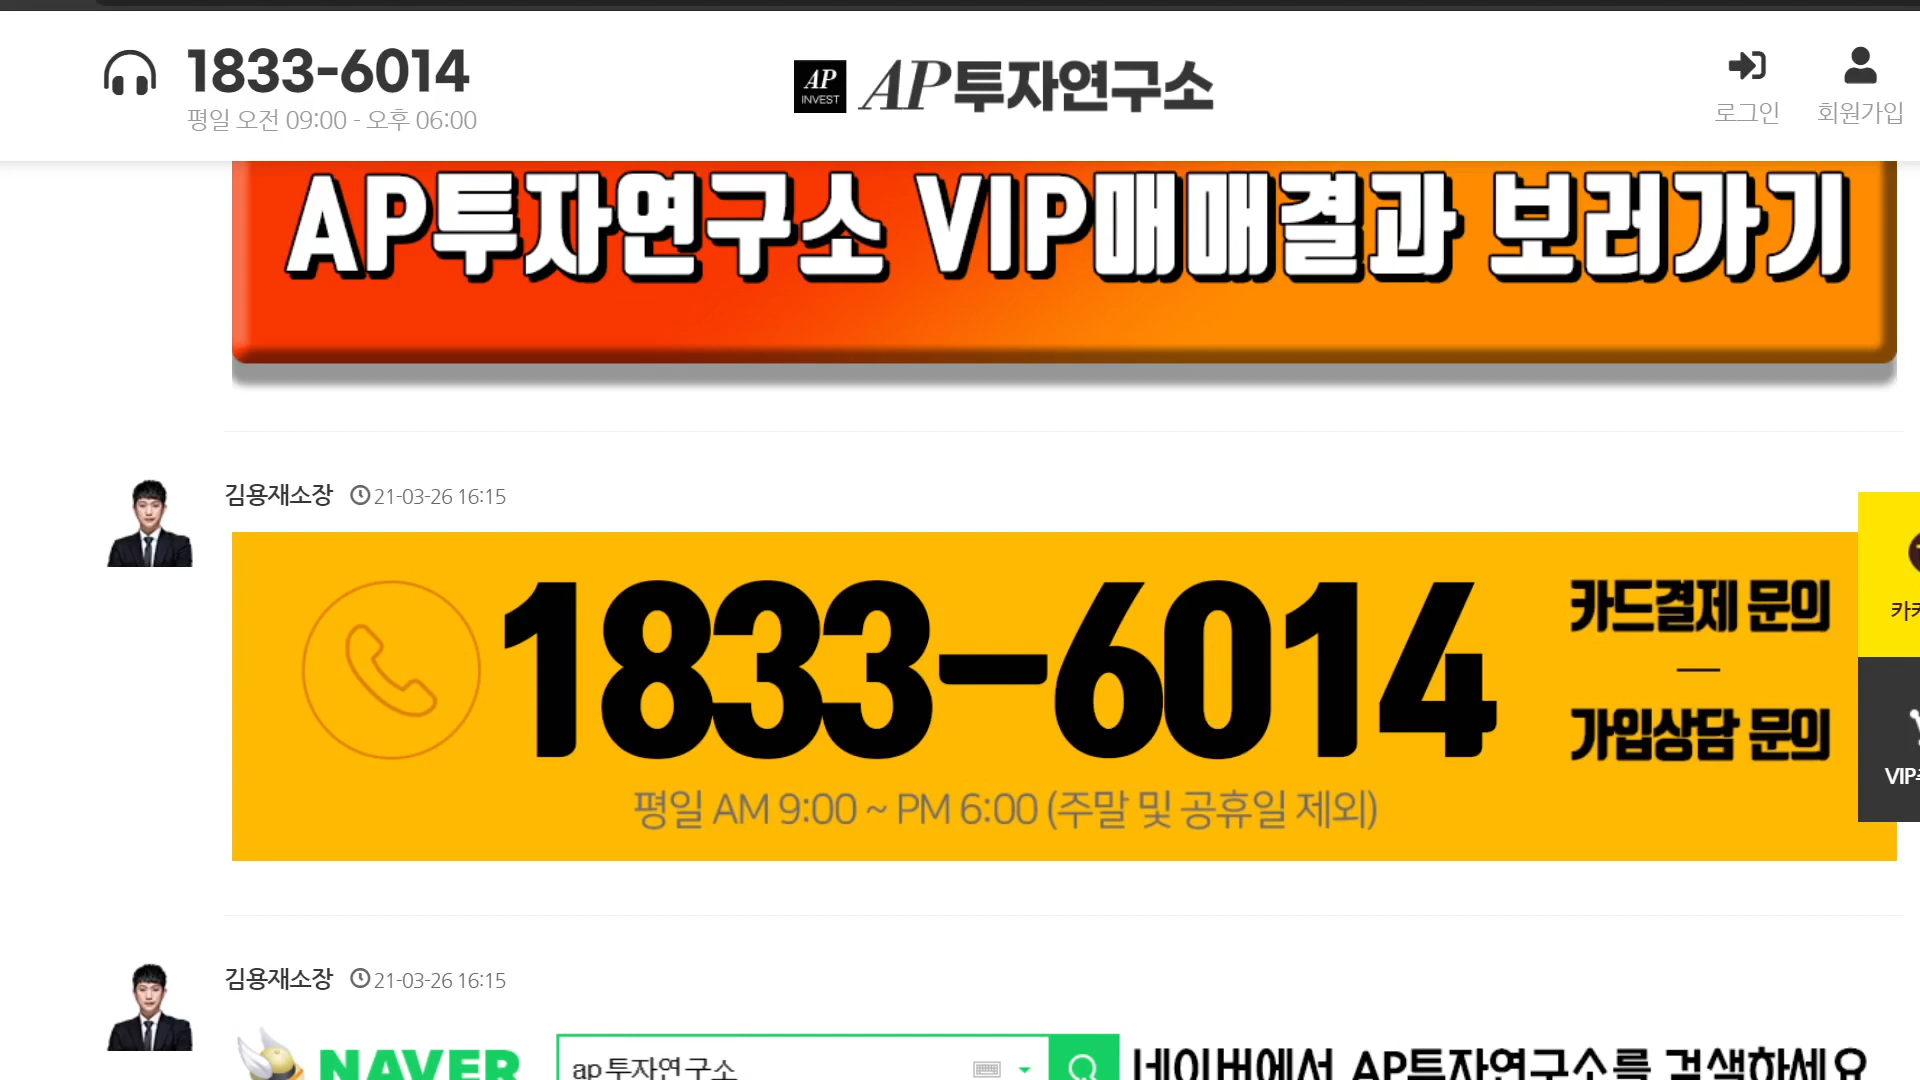 1833-6014
평일 오전 09:00 - 오후 06:00
AP
INVEST
AP투자연구소
로그인
회원가입
AP투자연구소 VIP매매결과 보러가기
김용재소장 21-03-26 16:15
1833-6014
카드결제 문의
가입상담 문의
평일 AM 9:00 ~ PM 6:00 (주말 및 공휴일 제외)
VIP
김용재소장 21-03-26 16:15
NAVER
ap투자연구소
네이버에서 AP투자연구소를 검색하세요